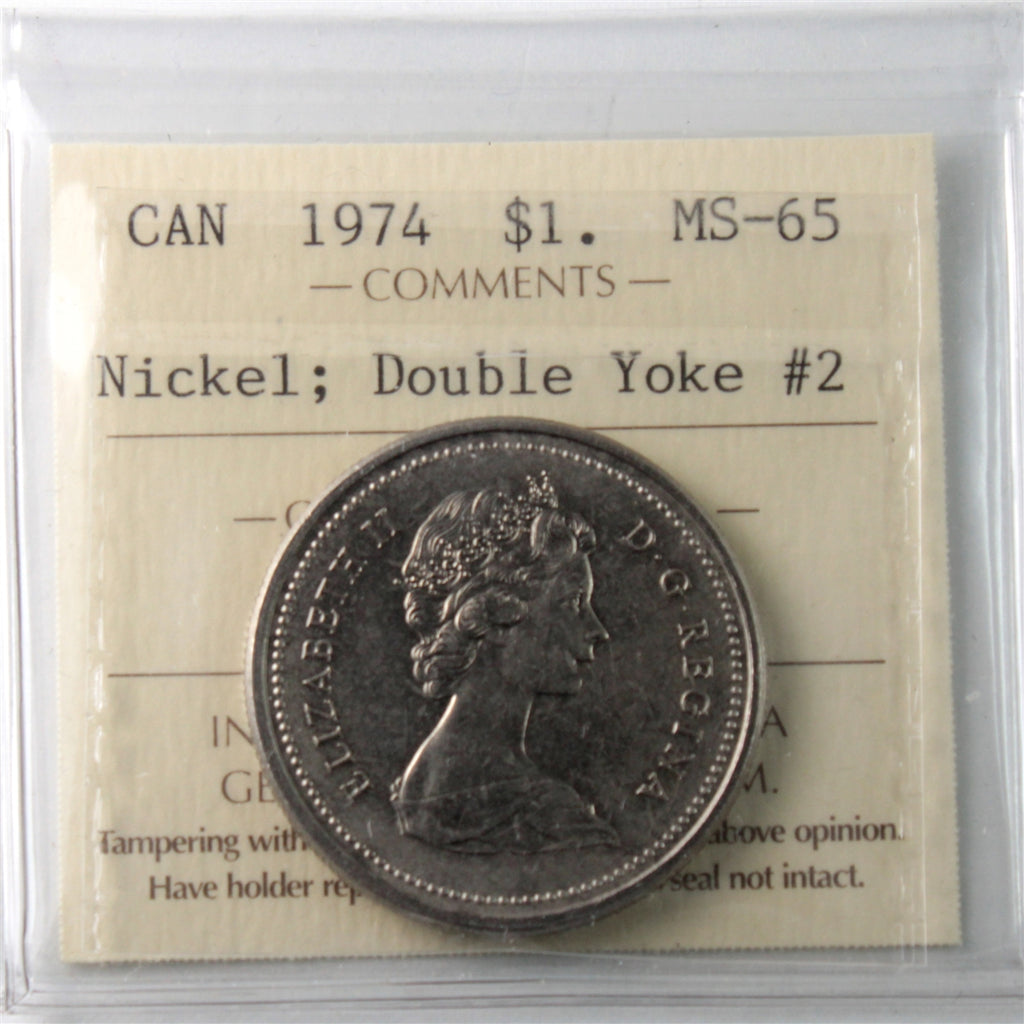 CAN 1974 $1. MS-65
— COMMENTS —
Nickel; Double Yoke #2
ELIZABETH II D·G·REGINA
Tampering with above opinion.
Have holder seal not intact.